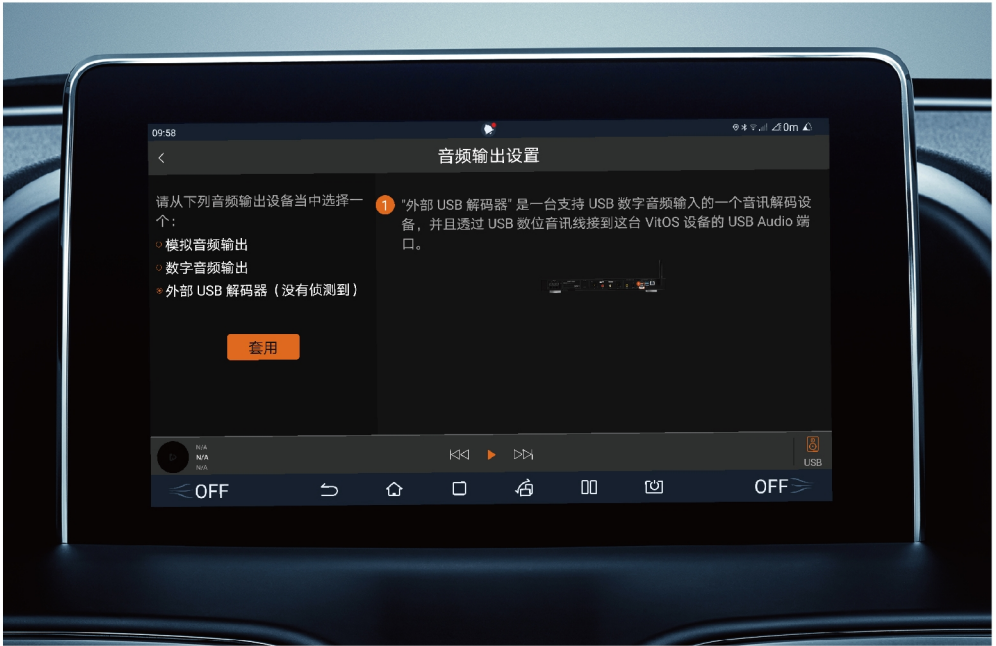 09:58
0m
音频输出设置
请从下列音频输出设备当中选择一
个：
模拟音频输出
数字音频输出
外部 USB 解码器（没有侦测到）
套用
1
"外部 USB 解码器" 是一台支持 USB 数字音频输入的一个音讯解码设
备，并且透过 USB 数位音讯线接到这台 VitOS 设备的 USB Audio 端
口。
N/A
N/A
N/A
USB
OFF
OFF